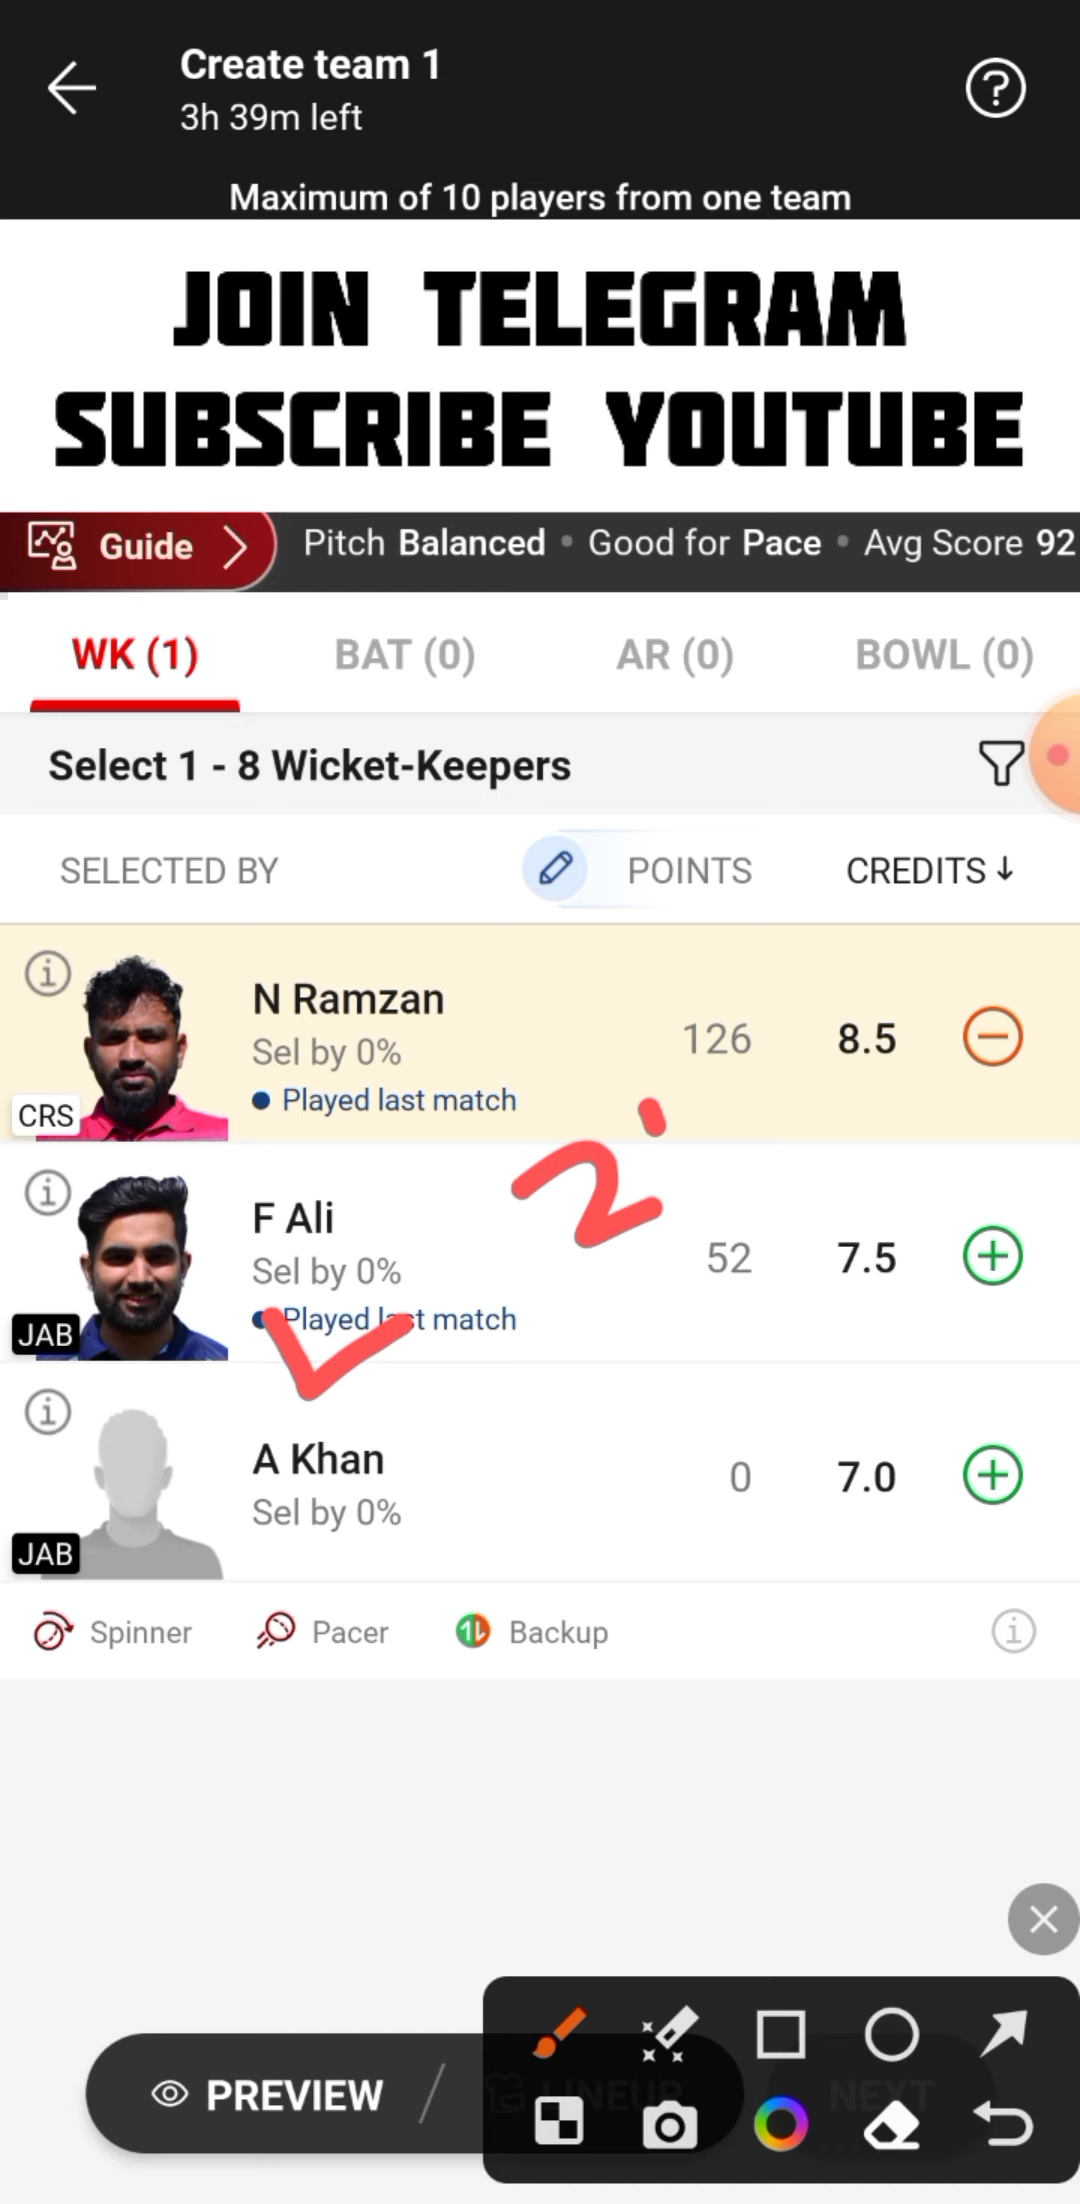 Create team 1
3h 39m left
Maximum of 10 players from one team
JOIN TELEGRAM
SUBSCRIBE YOUTUBE
Guide Pitch Balanced • Good for Pace • Avg Score 92
WK (1) BAT (0) AR (0) BOWL (0)
Select 1 - 8 Wicket-Keepers
SELECTED BY POINTS CREDITS ↓
N Ramzan
Sel by 0%
126 8.5
Played last match
CRS
F Ali
Sel by 0%
52 7.5
Played last match
JAB
2
A Khan
Sel by 0%
0 7.0
JAB
Spinner Pacer Backup
PREVIEW / LINEUP NEXT